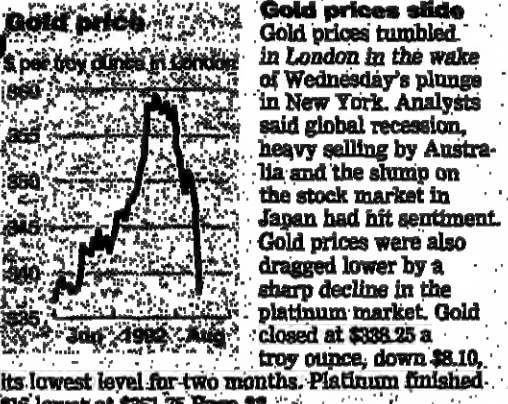 Gold price
$ per troy ounce in London
360
355
350
345
340
335
Jun 1992 Aug
Gold prices slide
Gold prices tumbled
in London in the wake
of Wednesday's plunge
in New York. Analysts
said global recession,
heavy selling by Austra-
lia and the slump on
the stock market in
Japan had hit sentiment.
Gold prices were also
dragged lower by a
sharp decline in the
platinum market. Gold
closed at $338.25 a
troy ounce, down $8.10,
its lowest level for two months. Platinum finished
lowest at